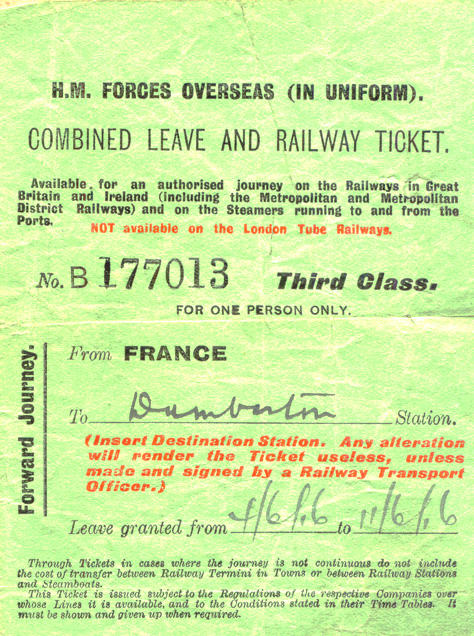 H.M. FORCES OVERSEAS (IN UNIFORM).
COMBINED LEAVE AND RAILWAY TICKET.
Available for an authorised journey on the Railways in Great
Britain and Ireland (including the Metropolitan and Metropolitan
District Railways) and on the Steamers running to and from the
Ports.
NOT available on the London Tube Railways.
No. B 177013 Third Class.
FOR ONE PERSON ONLY.
Forward Journey.
From FRANCE
To Dumbarton Station.
(Insert Destination Station. Any alteration
will render the Ticket useless, unless
made and signed by a Railway Transport
Officer.)
Leave granted from 4/6/16 to 11/6/16
Through Tickets in cases where the journey is not continuous do not include
the cost of transfer between Railway Termini in Towns or between Railway Stations
and Steamboats.
This Ticket is issued subject to the Regulations of the respective Companies over
whose Lines it is available, and to the Conditions stated in their Time Tables. It
must be shown and given up when required.